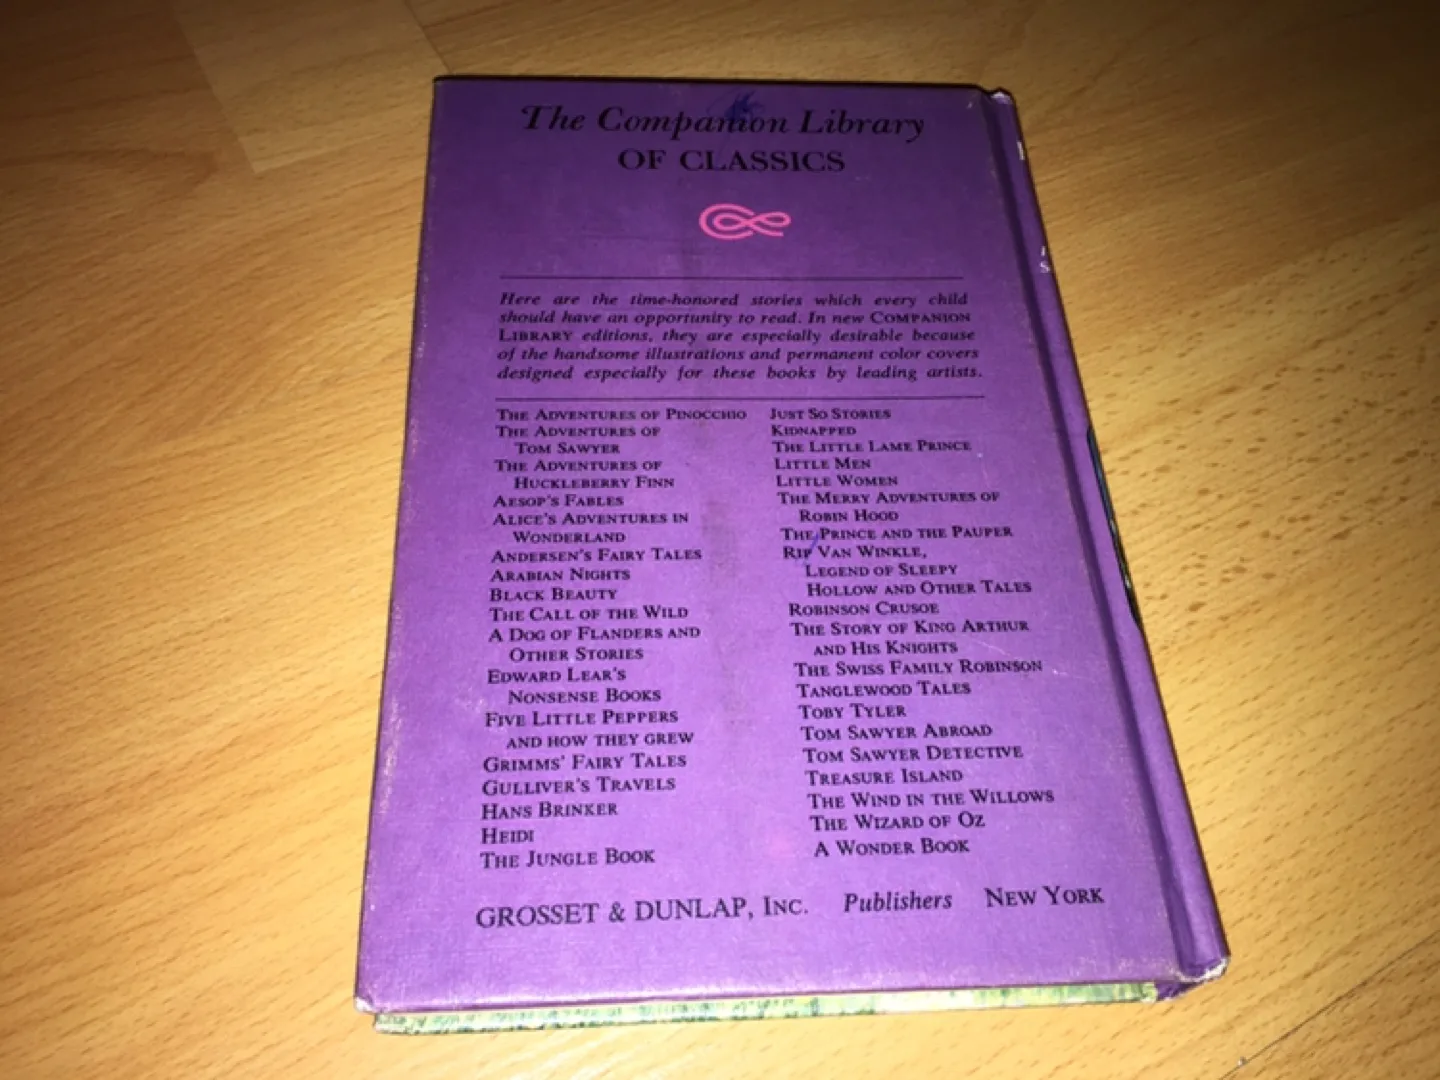 The Companion Library
OF CLASSICS
Here are the time-honored stories which every child
should have an opportunity to read. In new COMPANION
LIBRARY editions, they are especially desirable because
of the handsome illustrations and permanent color covers
designed especially for these books by leading artists.
THE ADVENTURES OF PINOCCHIO
THE ADVENTURES OF
TOM SAWYER
THE ADVENTURES OF
HUCKLEBERRY FINN
AESOP'S FABLES
ALICE'S ADVENTURES IN
WONDERLAND
ANDERSEN'S FAIRY TALES
ARABIAN NIGHTS
BLACK BEAUTY
THE CALL OF THE WILD
A DOG OF FLANDERS AND
OTHER STORIES
EDWARD LEAR'S
NONSENSE BOOKS
FIVE LITTLE PEPPERS
AND HOW THEY GREW
GRIMMS' FAIRY TALES
GULLIVER'S TRAVELS
HANS BRINKER
HEIDI
THE JUNGLE BOOK
JUST SO STORIES
KIDNAPPED
THE LITTLE LAME PRINCE
LITTLE MEN
LITTLE WOMEN
THE MERRY ADVENTURES OF
ROBIN HOOD
THE PRINCE AND THE PAUPER
RIP VAN WINKLE,
LEGEND OF SLEEPY
HOLLOW AND OTHER TALES
ROBINSON CRUSOE
THE STORY OF KING ARTHUR
AND HIS KNIGHTS
THE SWISS FAMILY ROBINSON
TANGLEWOOD TALES
TOBY TYLER
TOM SAWYER ABROAD
TOM SAWYER DETECTIVE
TREASURE ISLAND
THE WIND IN THE WILLOWS
THE WIZARD OF OZ
A WONDER BOOK
GROSSET & DUNLAP, INC. Publishers NEW YORK